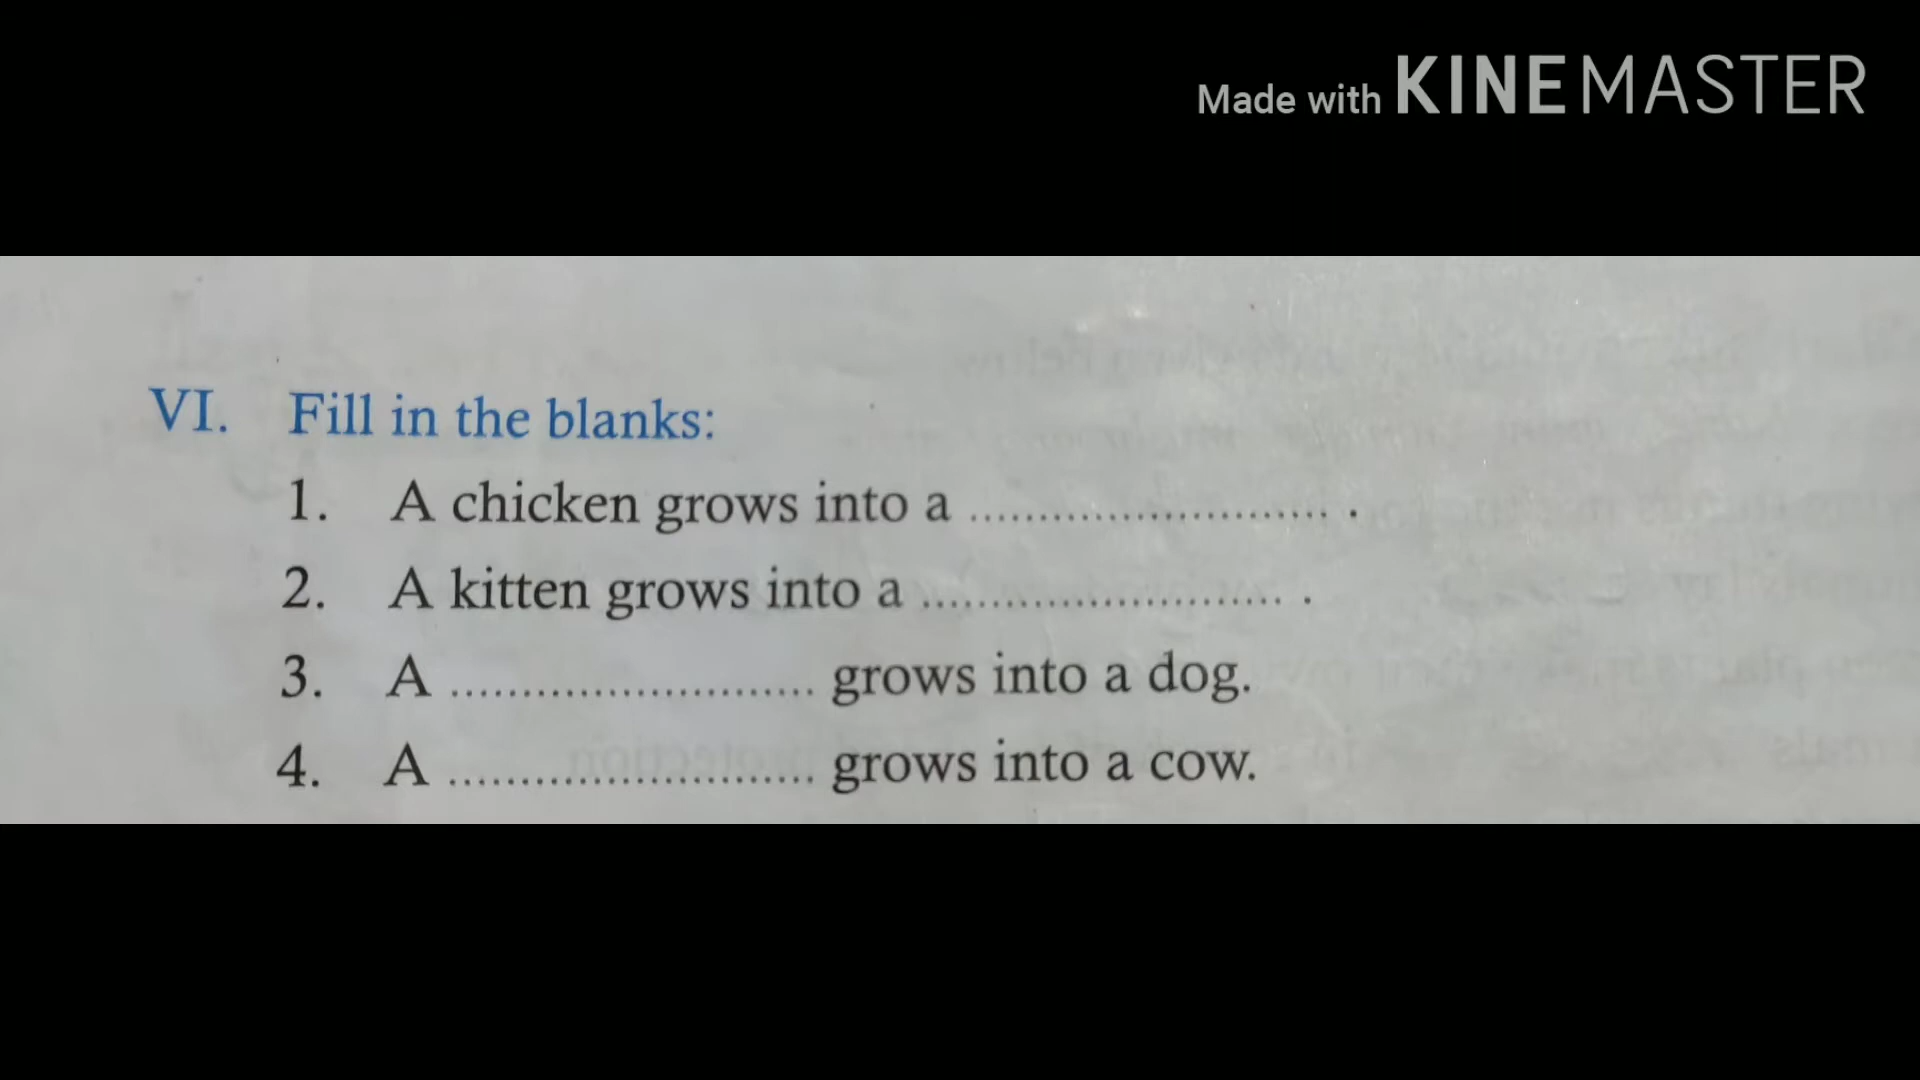 Made with KINEMASTER
VI. Fill in the blanks:
1. A chicken grows into a .......................... .
2. A kitten grows into a .......................... .
3. A .......................... grows into a dog.
4. A .......................... grows into a cow.